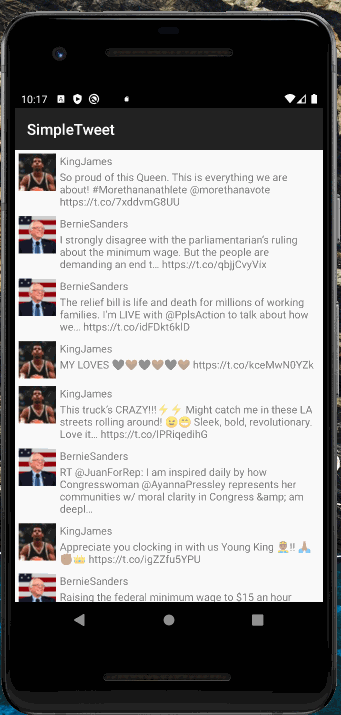 10:17
SimpleTweet
KingJames
So proud of this Queen. This is everything we are
about! #Morethananathlete @morethanavote
https://t.co/7xddvmG8UU
BernieSanders
I strongly disagree with the parliamentarian's ruling
about the minimum wage. But the people are
demanding an end t… https://t.co/qbjjCvyVix
BernieSanders
The relief bill is life and death for millions of working
families. I'm LIVE with @PplsAction to talk about how
we… https://t.co/idFDkt6klD
KingJames
MY LOVES 🖤🤎🖤🤎🖤🤎 https://t.co/kceMwN0YZk
KingJames
This truck's CRAZY!!!⚡⚡ Might catch me in these LA
streets rolling around! 😉😁 Sleek, bold, revolutionary.
Love it… https://t.co/lPRiqedihG
BernieSanders
RT @JuanForRep: I am inspired daily by how
Congresswoman @AyannaPressley represents her
communities w/ moral clarity in Congress &amp; am
deepl…
KingJames
Appreciate you clocking in with us Young King 🤴🏽!! 🙏🏽
✊🏽👑 https://t.co/igZZfu5YPU
BernieSanders
Raising the federal minimum wage to $15 an hour